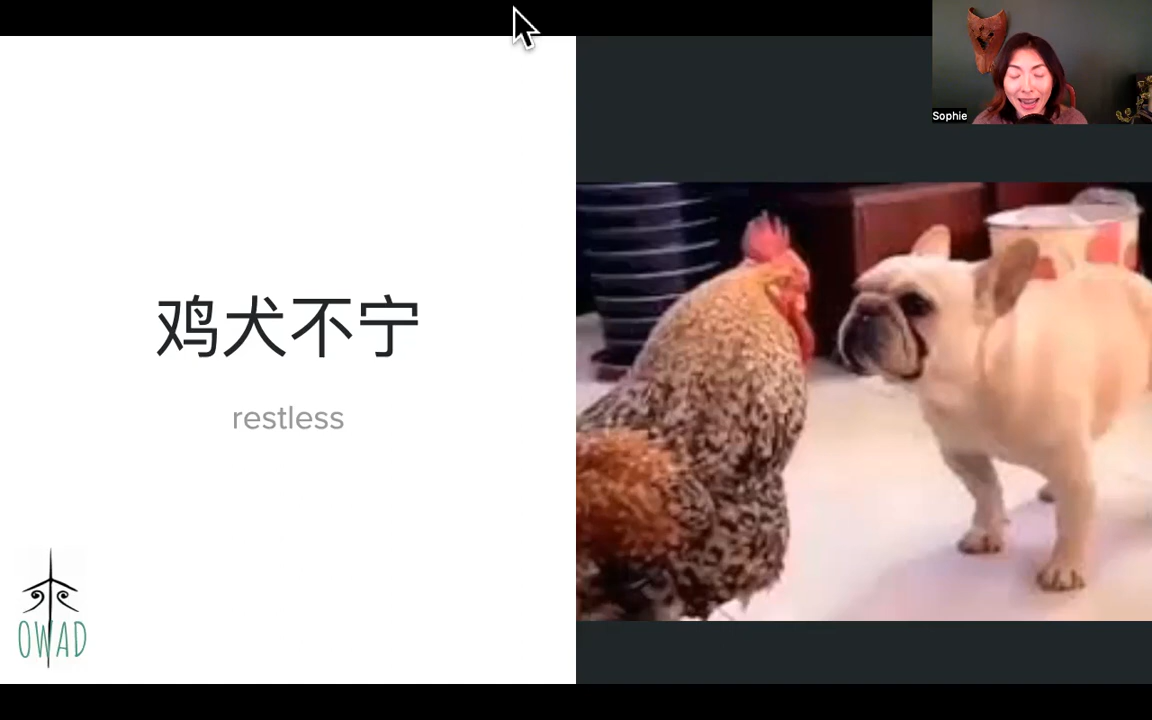 Sophie
鸡犬不宁
restless
OWAD